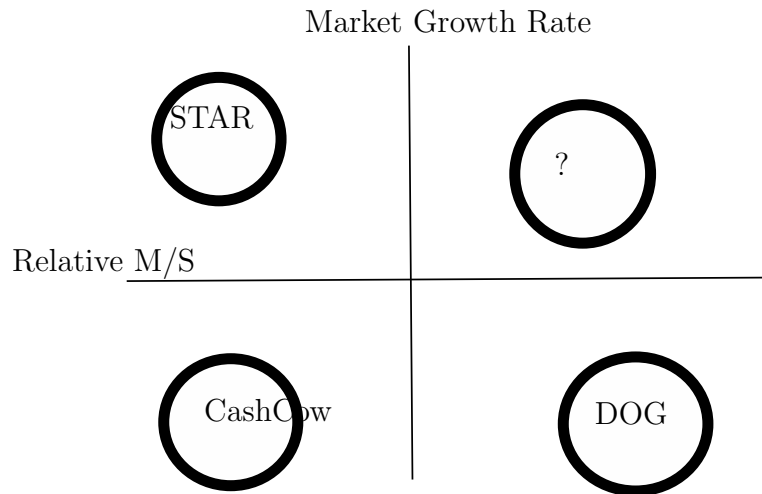 Market Growth Rate
STAR
?
Relative M/S
CashCow
DOG